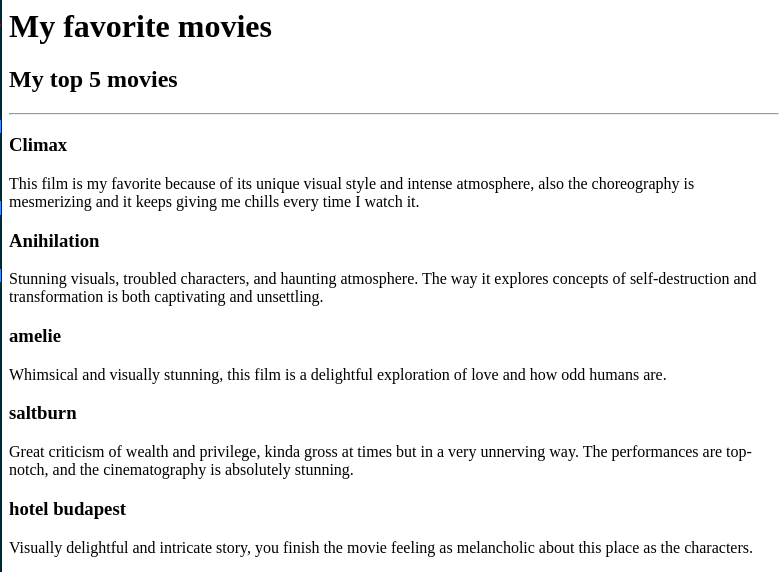 My favorite movies
My top 5 movies
Climax
This film is my favorite because of its unique visual style and intense atmosphere, also the choreography is
mesmerizing and it keeps giving me chills every time I watch it.
Anihilation
Stunning visuals, troubled characters, and haunting atmosphere. The way it explores concepts of self-destruction and
transformation is both captivating and unsettling.
amelie
Whimsical and visually stunning, this film is a delightful exploration of love and how odd humans are.
saltburn
Great criticism of wealth and privilege, kinda gross at times but in a very unnerving way. The performances are top-
notch, and the cinematography is absolutely stunning.
hotel budapest
Visually delightful and intricate story, you finish the movie feeling as melancholic about this place as the characters.